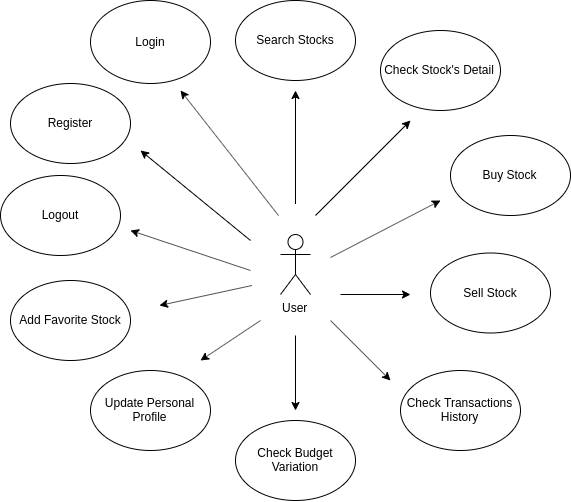 Login
Search Stocks
Check Stock's Detail
Register
Buy Stock
Logout
Sell Stock
User
Add Favorite Stock
Update Personal
Profile
Check Transactions
History
Check Budget
Variation